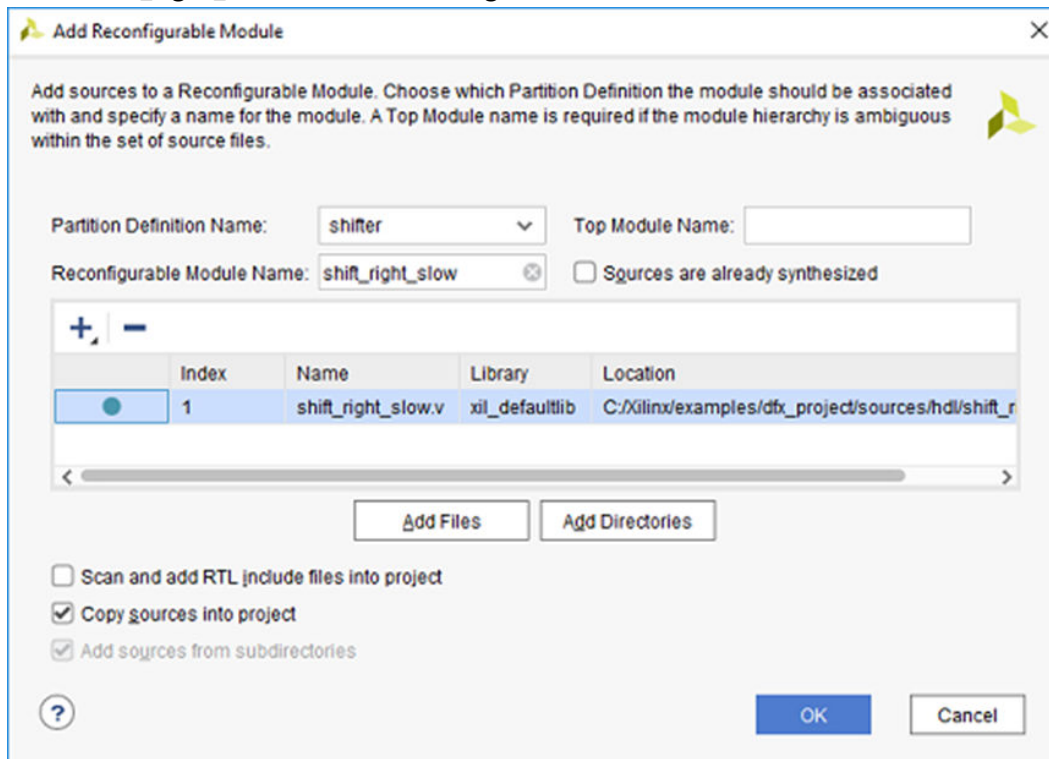 Add Reconfigurable Module
Add sources to a Reconfigurable Module. Choose which Partition Definition the module should be associated
with and specify a name for the module. A Top Module name is required if the module hierarchy is ambiguous
within the set of source files.
Partition Definition Name: shifter Top Module Name:
Reconfigurable Module Name: shift_right_slow Sources are already synthesized
Index Name Library Location
1 shift_right_slow.v xil_defaultlib C:/Xilinx/examples/dfx_project/sources/hdl/shift_r
Add Files Add Directories
Scan and add RTL include files into project
Copy sources into project
Add sources from subdirectories
? OK Cancel